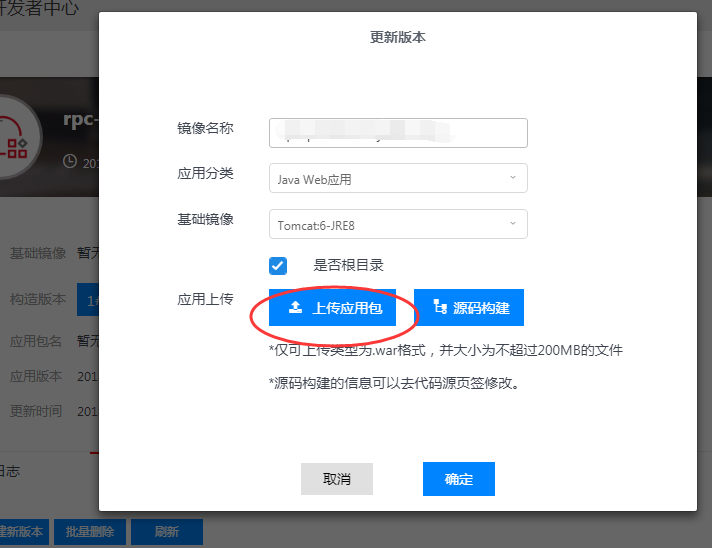 开发者中心
更新版本
rpc-
201
镜像名称
应用分类
Java Web应用
基础镜像
Tomcat:6-JRE8
是否根目录
应用上传
上传应用包
源码构建
*仅可上传类型为.war格式，并大小为不超过200MB的文件
*源码构建的信息可以去代码源页签修改。
取消
确定
基础镜像 暂无
构造版本 1#
应用包名 暂无
应用版本 201
更新时间 201
日志
建新版本
批量删除
刷新